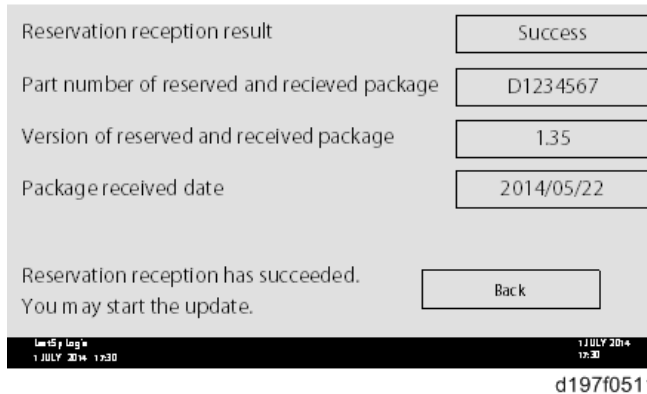 Reservation reception result Success
Part number of reserved and recieved package D1234567
Version of reserved and received package 1.35
Package received date 2014/05/22
Reservation reception has succeeded.
You may start the update.
Back
1 JULY 2014
1 JULY 2014 17:30
17:30
d197f051